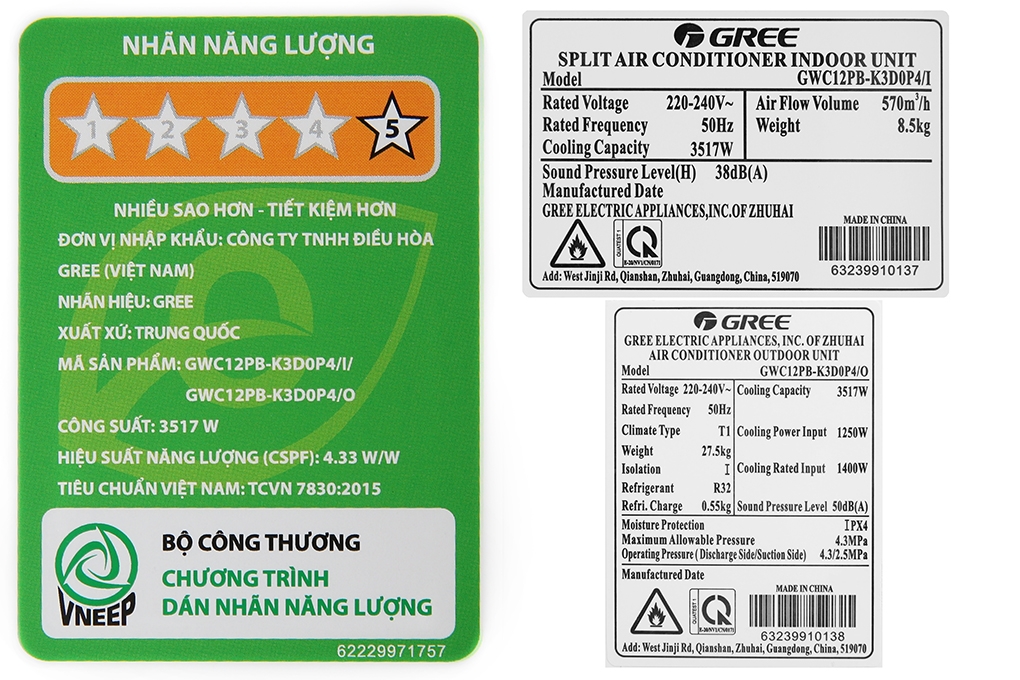 NHÃN NĂNG LƯỢNG
1 2 3 4 5
NHIỀU SAO HƠN - TIẾT KIỆM HƠN
ĐƠN VỊ NHẬP KHẨU: CÔNG TY TNHH ĐIỀU HÒA
GREE (VIỆT NAM)
NHÃN HIỆU: GREE
XUẤT XỨ: TRUNG QUỐC
MÃ SẢN PHẨM: GWC12PB-K3D0P4/I/
GWC12PB-K3D0P4/O
CÔNG SUẤT: 3517 W
HIỆU SUẤT NĂNG LƯỢNG (CSPF): 4.33 W/W
TIÊU CHUẨN VIỆT NAM: TCVN 7830:2015
VNEEP
BỘ CÔNG THƯƠNG
CHƯƠNG TRÌNH
DÁN NHÃN NĂNG LƯỢNG
62229971757
GREE
SPLIT AIR CONDITIONER INDOOR UNIT
Model GWC12PB-K3D0P4/I
Rated Voltage 220-240V~ Air Flow Volume 570m³/h
Rated Frequency 50Hz Weight 8.5kg
Cooling Capacity 3517W
Sound Pressure Level(H) 38dB(A)
Manufactured Date
GREE ELECTRIC APPLIANCES,INC.OF ZHUHAI
MADE IN CHINA
QUATEST 1
63239910137
Add: West Jinji Rd, Qianshan, Zhuhai, Guangdong, China, 519070
GREE
GREE ELECTRIC APPLIANCES, INC. OF ZHUHAI
AIR CONDITIONER OUTDOOR UNIT
Model GWC12PB-K3D0P4/O
Rated Voltage 220-240V~ Cooling Capacity 3517W
Rated Frequency 50Hz
Climate Type T1 Cooling Power Input 1250W
Weight 27.5kg
Isolation I Cooling Rated Input 1400W
Refrigerant R32
Refri. Charge 0.55kg Sound Pressure Level 50dB(A)
Moisture Protection IPX4
Maximum Allowable Pressure 4.3MPa
Operating Pressure ( Discharge Side/Suction Side) 4.3/2.5MPa
Manufactured Date
MADE IN CHINA
QUATEST 1
63239910138
Add: West Jinji Rd, Qianshan, Zhuhai, Guangdong, China, 519070